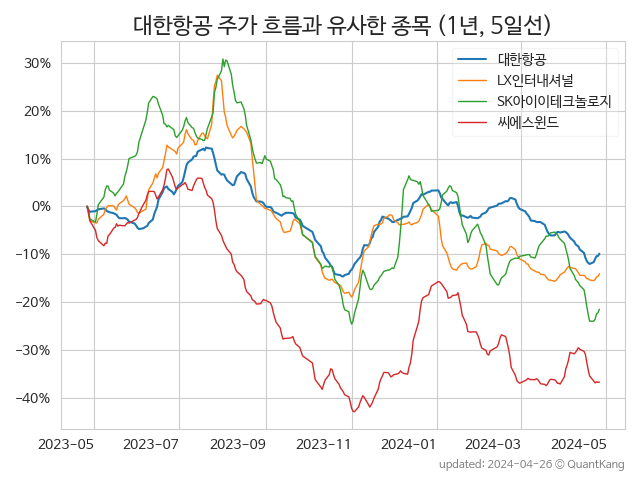 대한항공 주가 흐름과 유사한 종목 (1년, 5일선)
대한항공
LX인터내셔널
SK아이이테크놀로지
씨에스윈드
30%
20%
10%
0%
−10%
−20%
−30%
−40%
2023-05 2023-07 2023-09 2023-11 2024-01 2024-03 2024-05
updated: 2024-04-26 © QuantKang